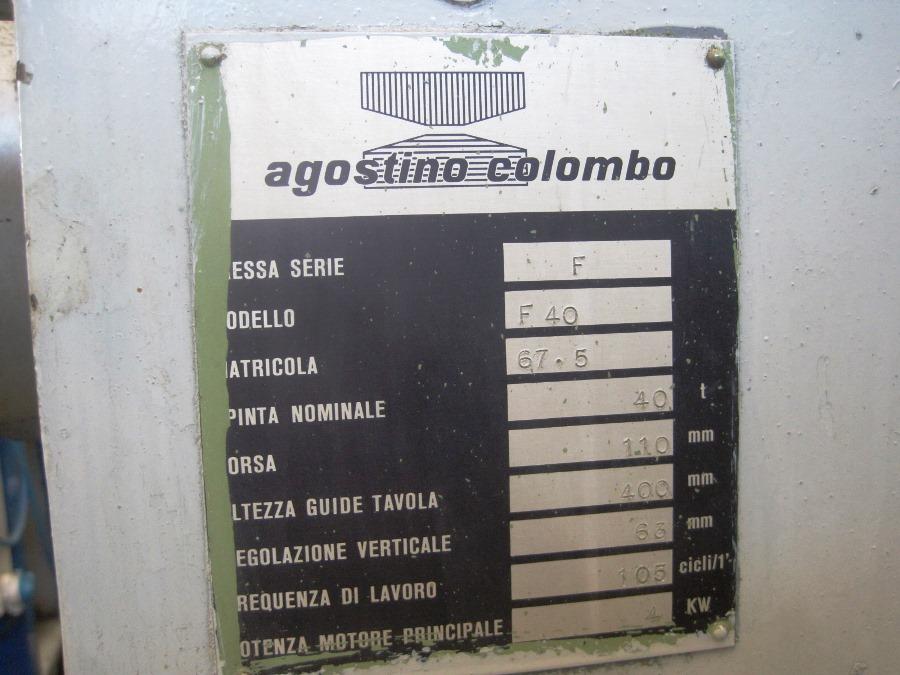 agostino colombo
ESSA SERIE F
ODELLO F 40
ATRICOLA 67.5
PINTA NOMINALE 40 t
ORSA 110 mm
LTEZZA GUIDE TAVOLA 400 mm
EGOLAZIONE VERTICALE 63 mm
REQUENZA DI LAVORO 105 cicli/1'
OTENZA MOTORE PRINCIPALE 4 KW